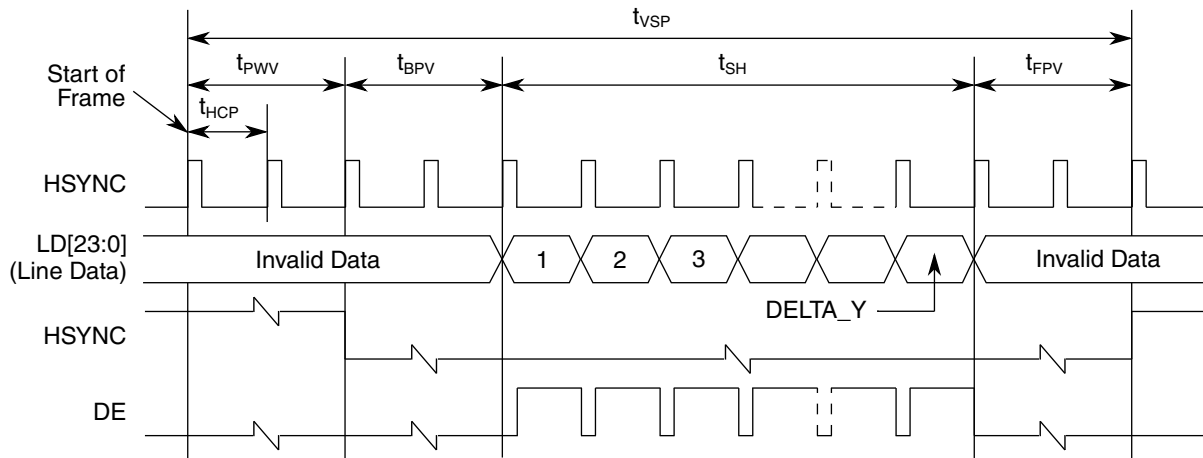 tVSP
tPWV tBPV tSH tFPV
Start of
Frame
tHCP
HSYNC
LD[23:0]
(Line Data)
Invalid Data 1 2 3 Invalid Data
DELTA_Y
HSYNC
DE